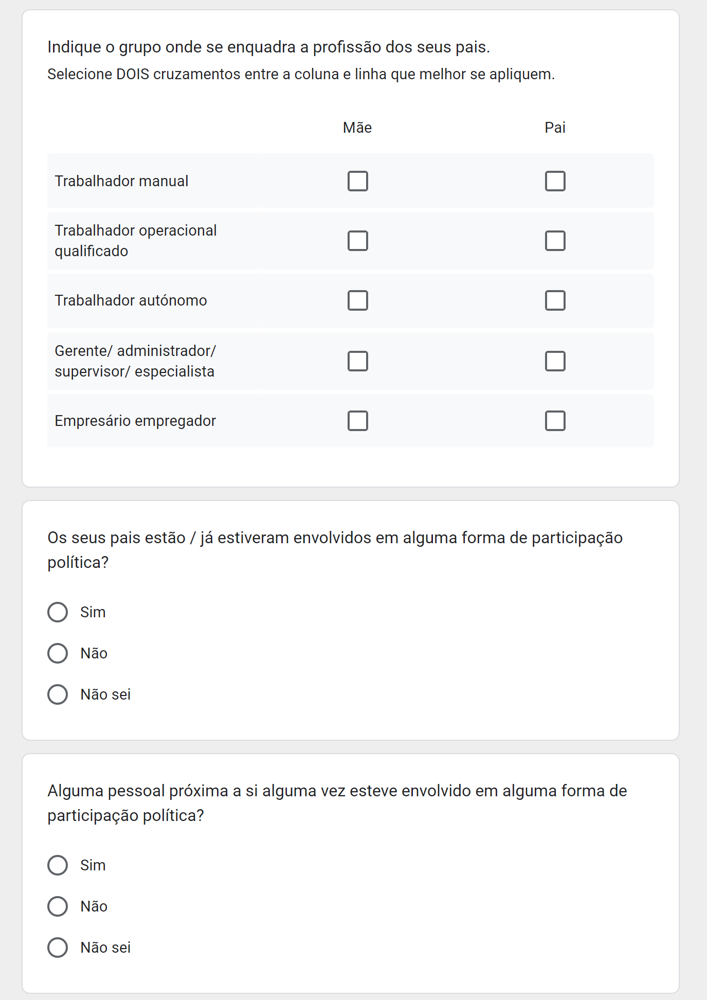 Indique o grupo onde se enquadra a profissão dos seus pais.
Selecione DOIS cruzamentos entre a coluna e linha que melhor se apliquem.
Mãe Pai
Trabalhador manual
Trabalhador operacional
qualificado
Trabalhador autónomo
Gerente/ administrador/
supervisor/ especialista
Empresário empregador
Os seus pais estão / já estiveram envolvidos em alguma forma de participação
política?
Sim
Não
Não sei
Alguma pessoal próxima a si alguma vez esteve envolvido em alguma forma de
participação política?
Sim
Não
Não sei